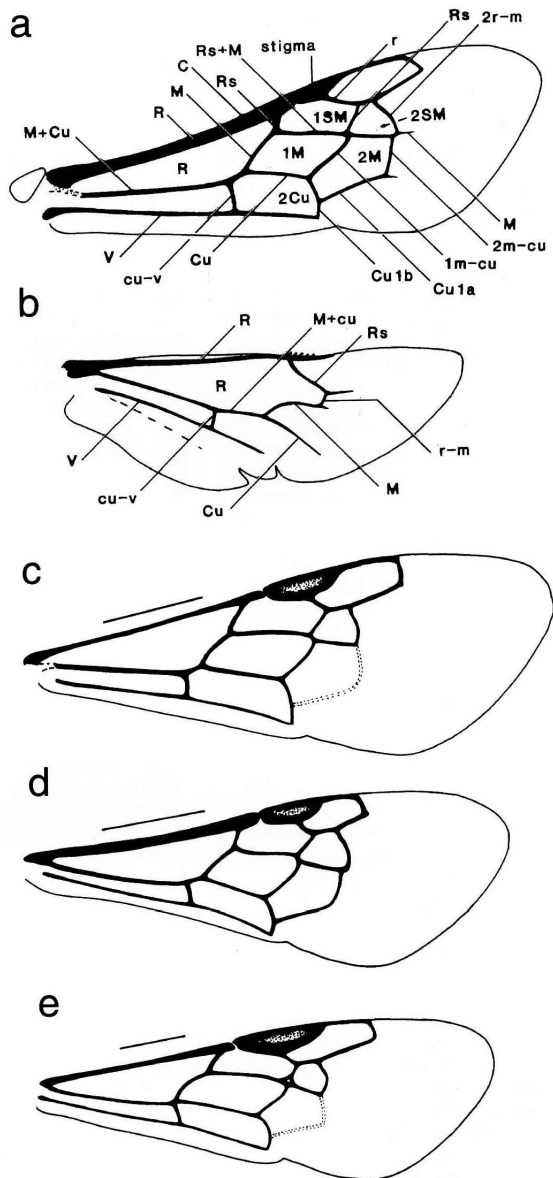 a
Rs 2r-m
Rs+M stigma r
C
Rs
M
R
M+Cu
1SM 2SM
R 1M 2M
2Cu
M
V cu-v Cu 2m-cu
1m-cu
Cu1b Cu1a
b
R M+cu Rs
R
V cu-v Cu M r-m
c
d
e